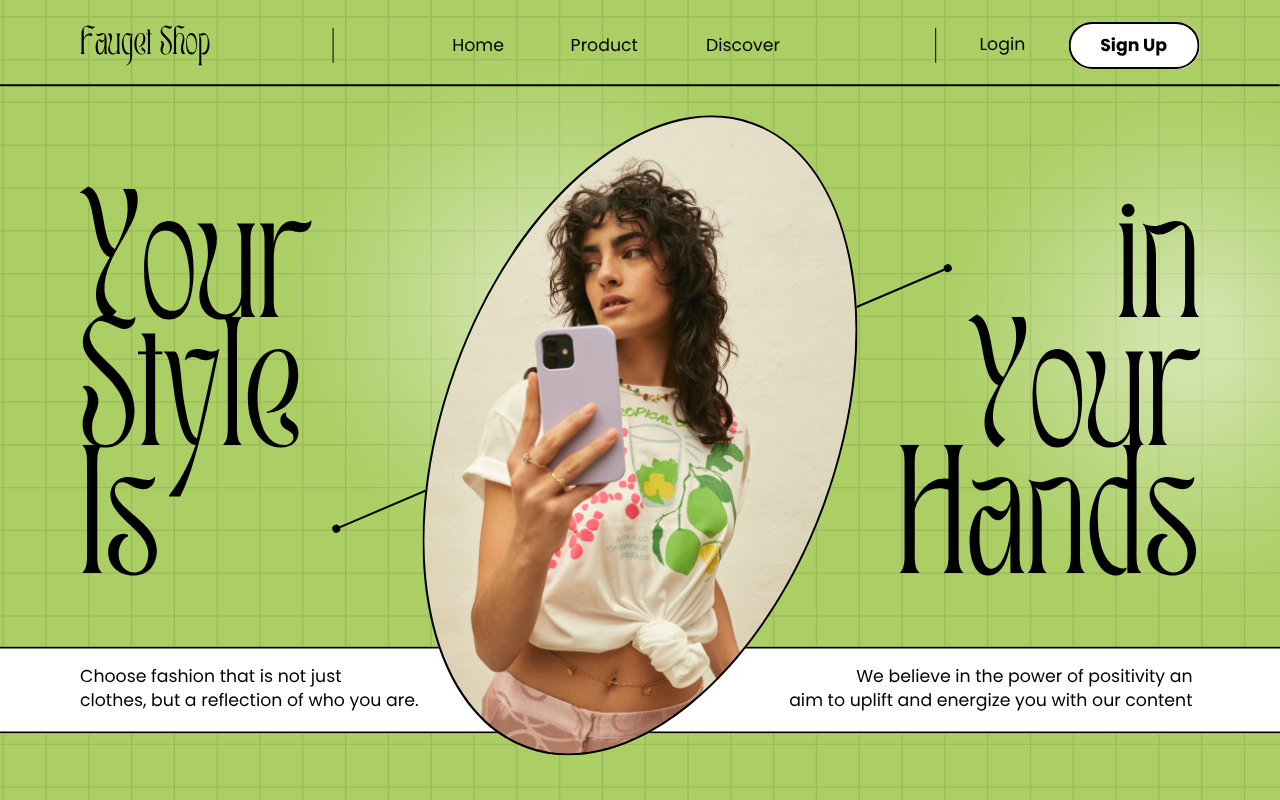 Fauget Shop
Home
Product
Discover
Login
Sign Up
Your
Style
Is
in
Your
Hands
Choose fashion that is not just
clothes, but a reflection of who you are.
We believe in the power of positivity an
aim to uplift and energize you with our content